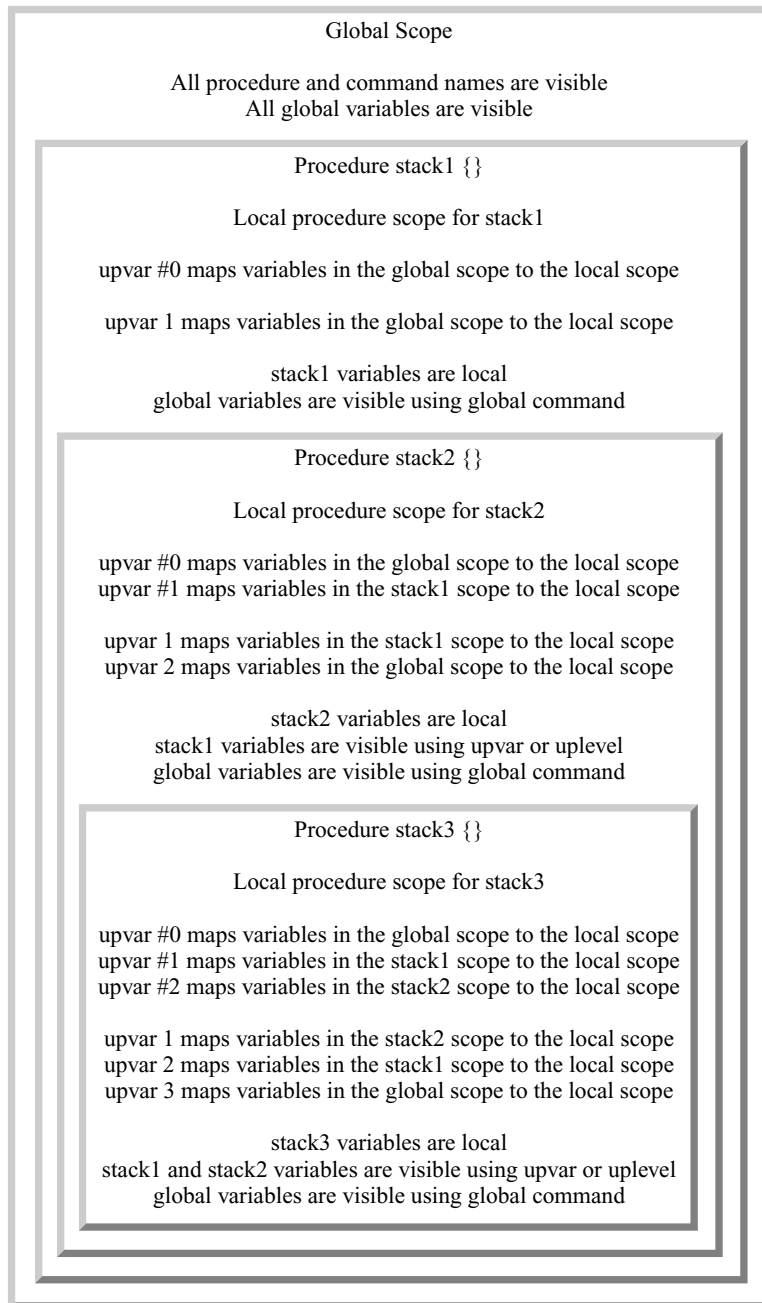 Global Scope
All procedure and command names are visible
All global variables are visible
Procedure stack1 {}
Local procedure scope for stack1
upvar #0 maps variables in the global scope to the local scope
upvar 1 maps variables in the global scope to the local scope
stack1 variables are local
global variables are visible using global command
Procedure stack2 {}
Local procedure scope for stack2
upvar #0 maps variables in the global scope to the local scope
upvar #1 maps variables in the stack1 scope to the local scope
upvar 1 maps variables in the stack1 scope to the local scope
upvar 2 maps variables in the global scope to the local scope
stack2 variables are local
stack1 variables are visible using upvar or uplevel
global variables are visible using global command
Procedure stack3 {}
Local procedure scope for stack3
upvar #0 maps variables in the global scope to the local scope
upvar #1 maps variables in the stack1 scope to the local scope
upvar #2 maps variables in the stack2 scope to the local scope
upvar 1 maps variables in the stack2 scope to the local scope
upvar 2 maps variables in the stack1 scope to the local scope
upvar 3 maps variables in the global scope to the local scope
stack3 variables are local
stack1 and stack2 variables are visible using upvar or uplevel
global variables are visible using global command